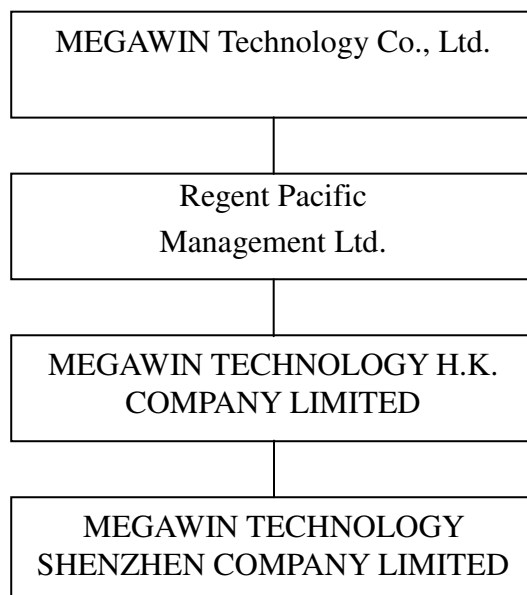 MEGAWIN Technology Co., Ltd.
Regent Pacific
Management Ltd.
MEGAWIN TECHNOLOGY H.K.
COMPANY LIMITED
MEGAWIN TECHNOLOGY
SHENZHEN COMPANY LIMITED